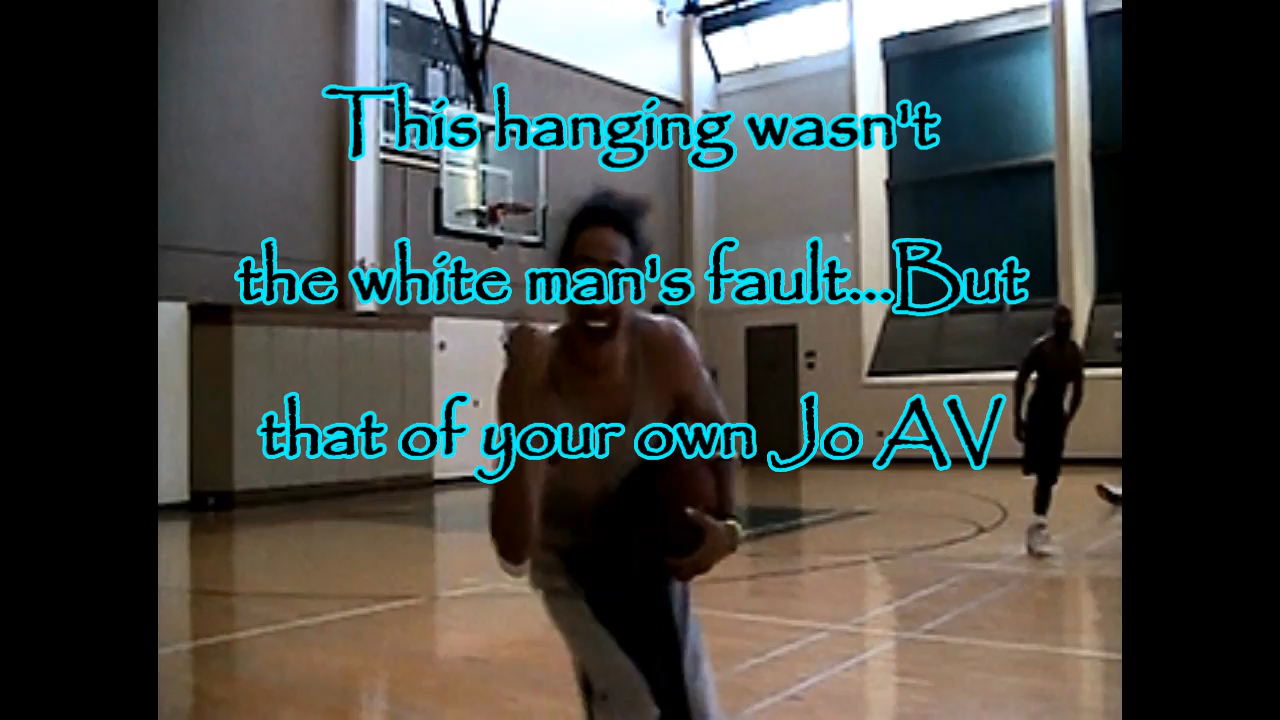 This hanging wasn't
the white man's fault...But
that of your own Jo AV